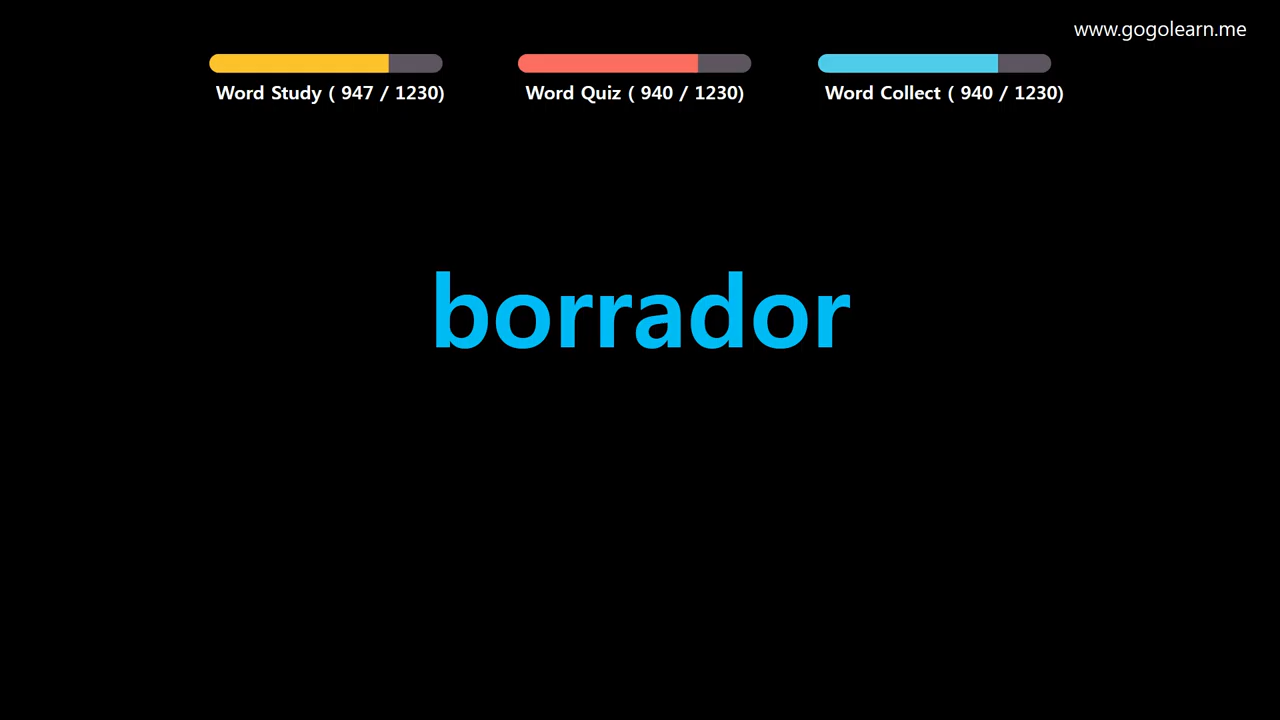 www.gogolearn.me
Word Study ( 947 / 1230)
Word Quiz ( 940 / 1230)
Word Collect ( 940 / 1230)
borrador